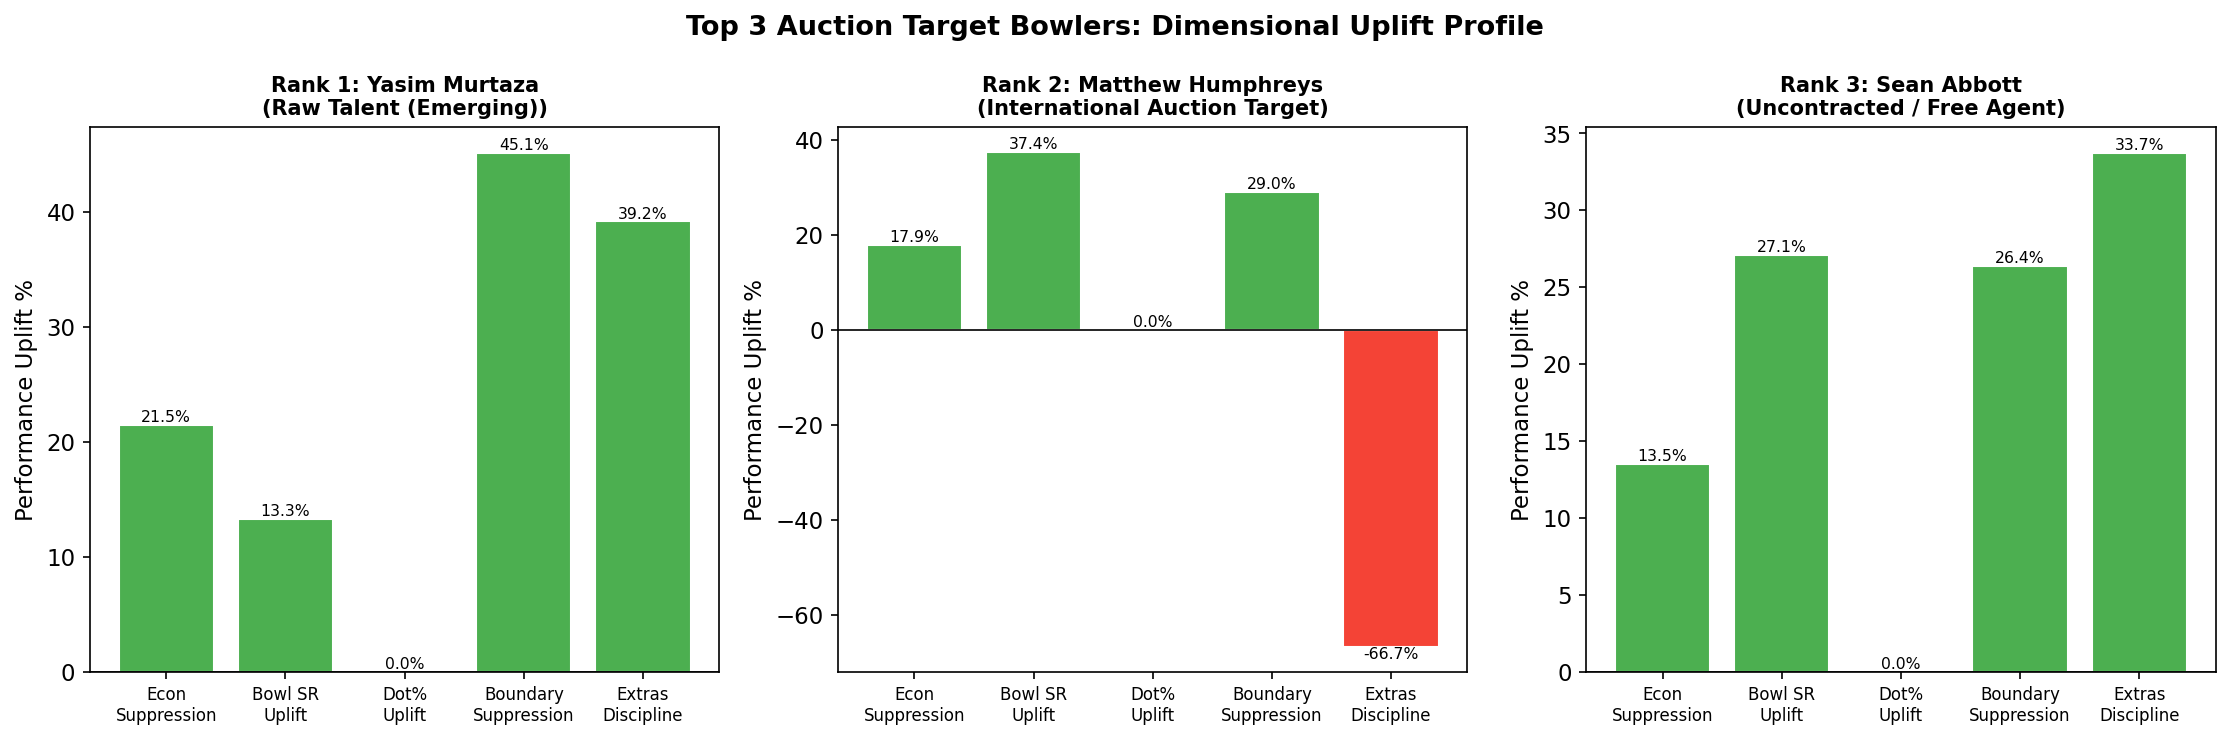 Top 3 Auction Target Bowlers: Dimensional Uplift Profile
Rank 1: Yasim Murtaza
(Raw Talent (Emerging))
Performance Uplift %
40
30
20
10
0
21.5%
13.3%
0.0%
45.1%
39.2%
Econ
Suppression
Bowl SR
Uplift
Dot%
Uplift
Boundary
Suppression
Extras
Discipline
Rank 2: Matthew Humphreys
(International Auction Target)
Performance Uplift %
40
20
0
−20
−40
−60
17.9%
37.4%
0.0%
29.0%
-66.7%
Econ
Suppression
Bowl SR
Uplift
Dot%
Uplift
Boundary
Suppression
Extras
Discipline
Rank 3: Sean Abbott
(Uncontracted / Free Agent)
Performance Uplift %
35
30
25
20
15
10
5
0
13.5%
27.1%
0.0%
26.4%
33.7%
Econ
Suppression
Bowl SR
Uplift
Dot%
Uplift
Boundary
Suppression
Extras
Discipline